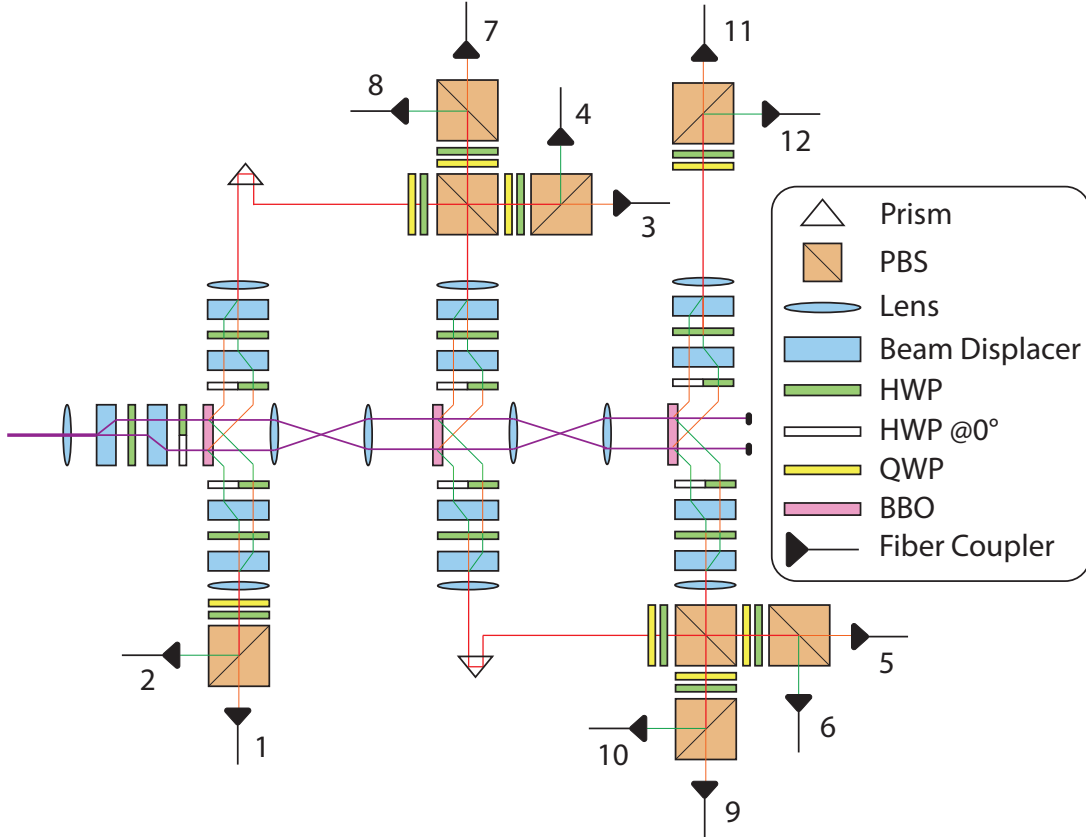 7
11
8
4
12
3
Prism
PBS
Lens
Beam Displacer
HWP
HWP @0°
QWP
BBO
Fiber Coupler
2
5
1
6
10
9